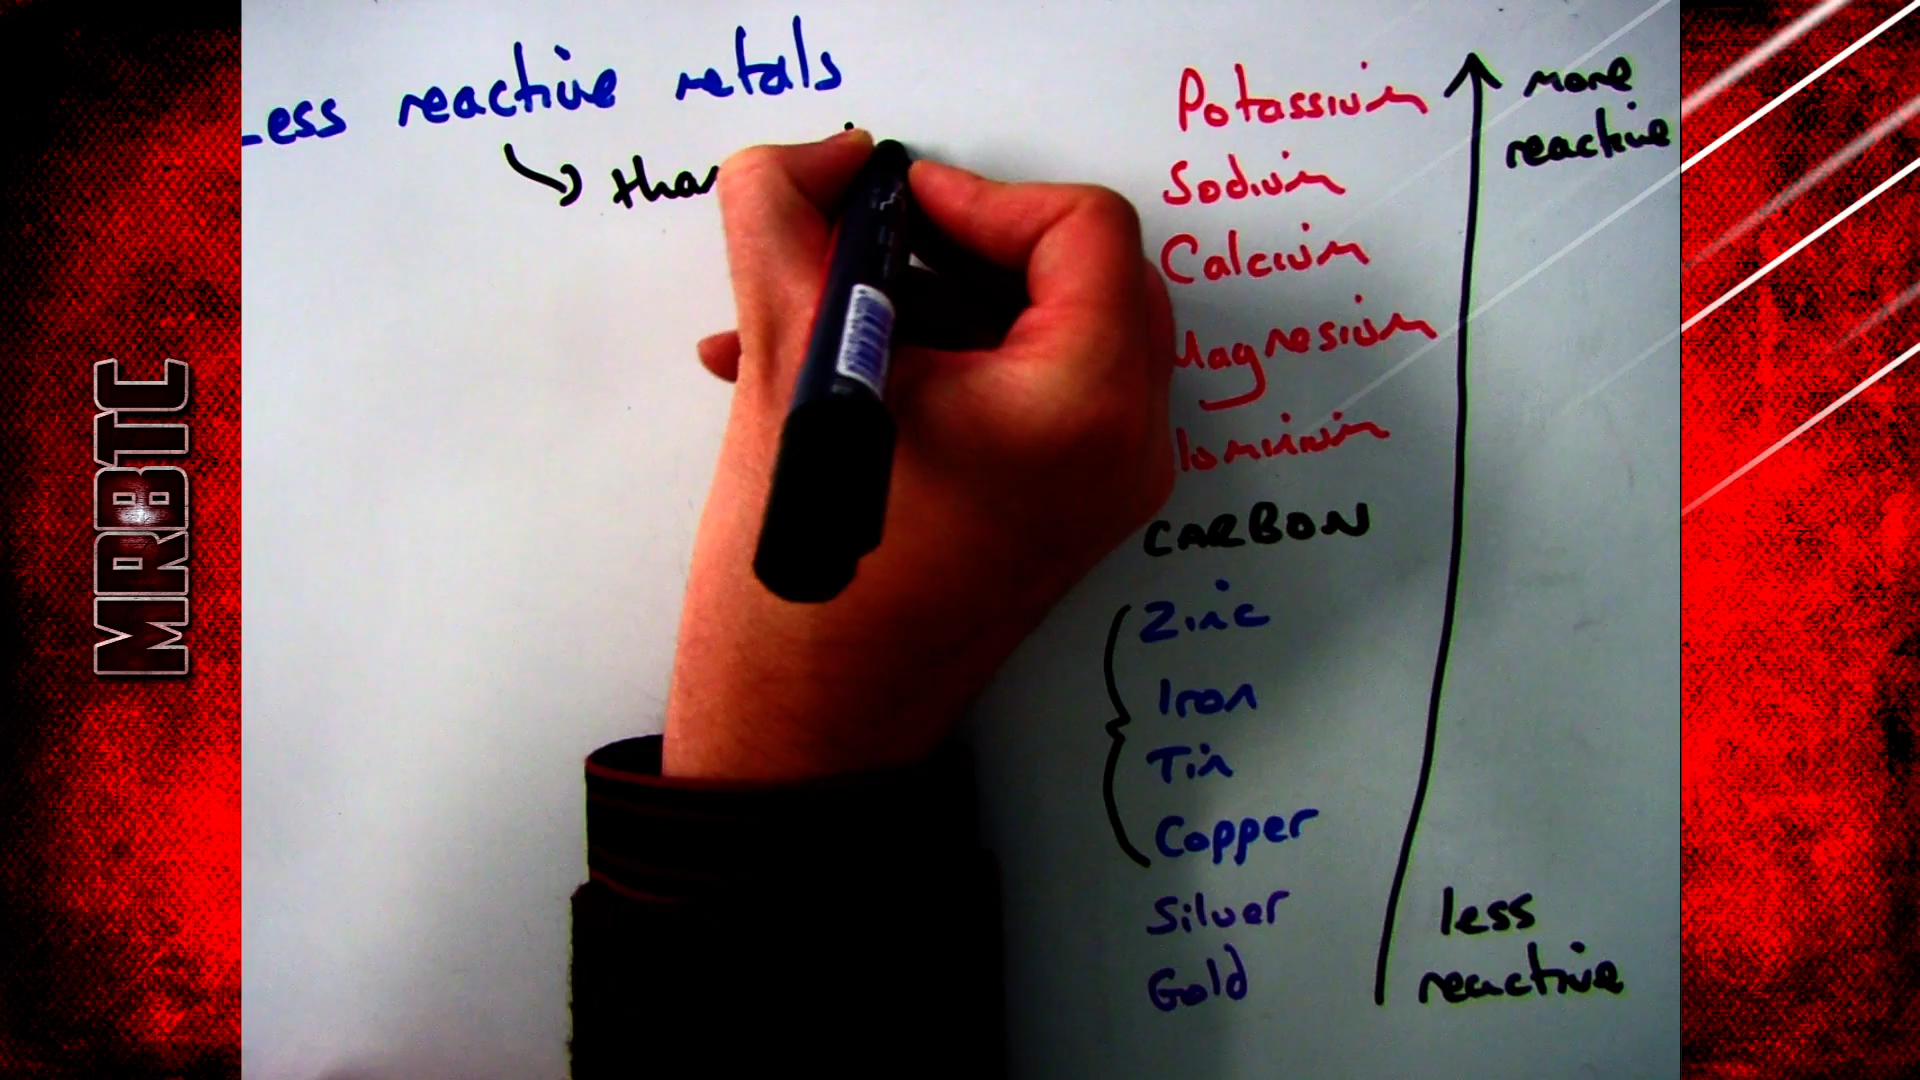 Less reactive metals
than
Potassium
Sodium
Calcium
Magnesium
CARBON
Zinc
Iron
Tin
Copper
Silver
Gold
more
reactive
less
reactive
MRBTC